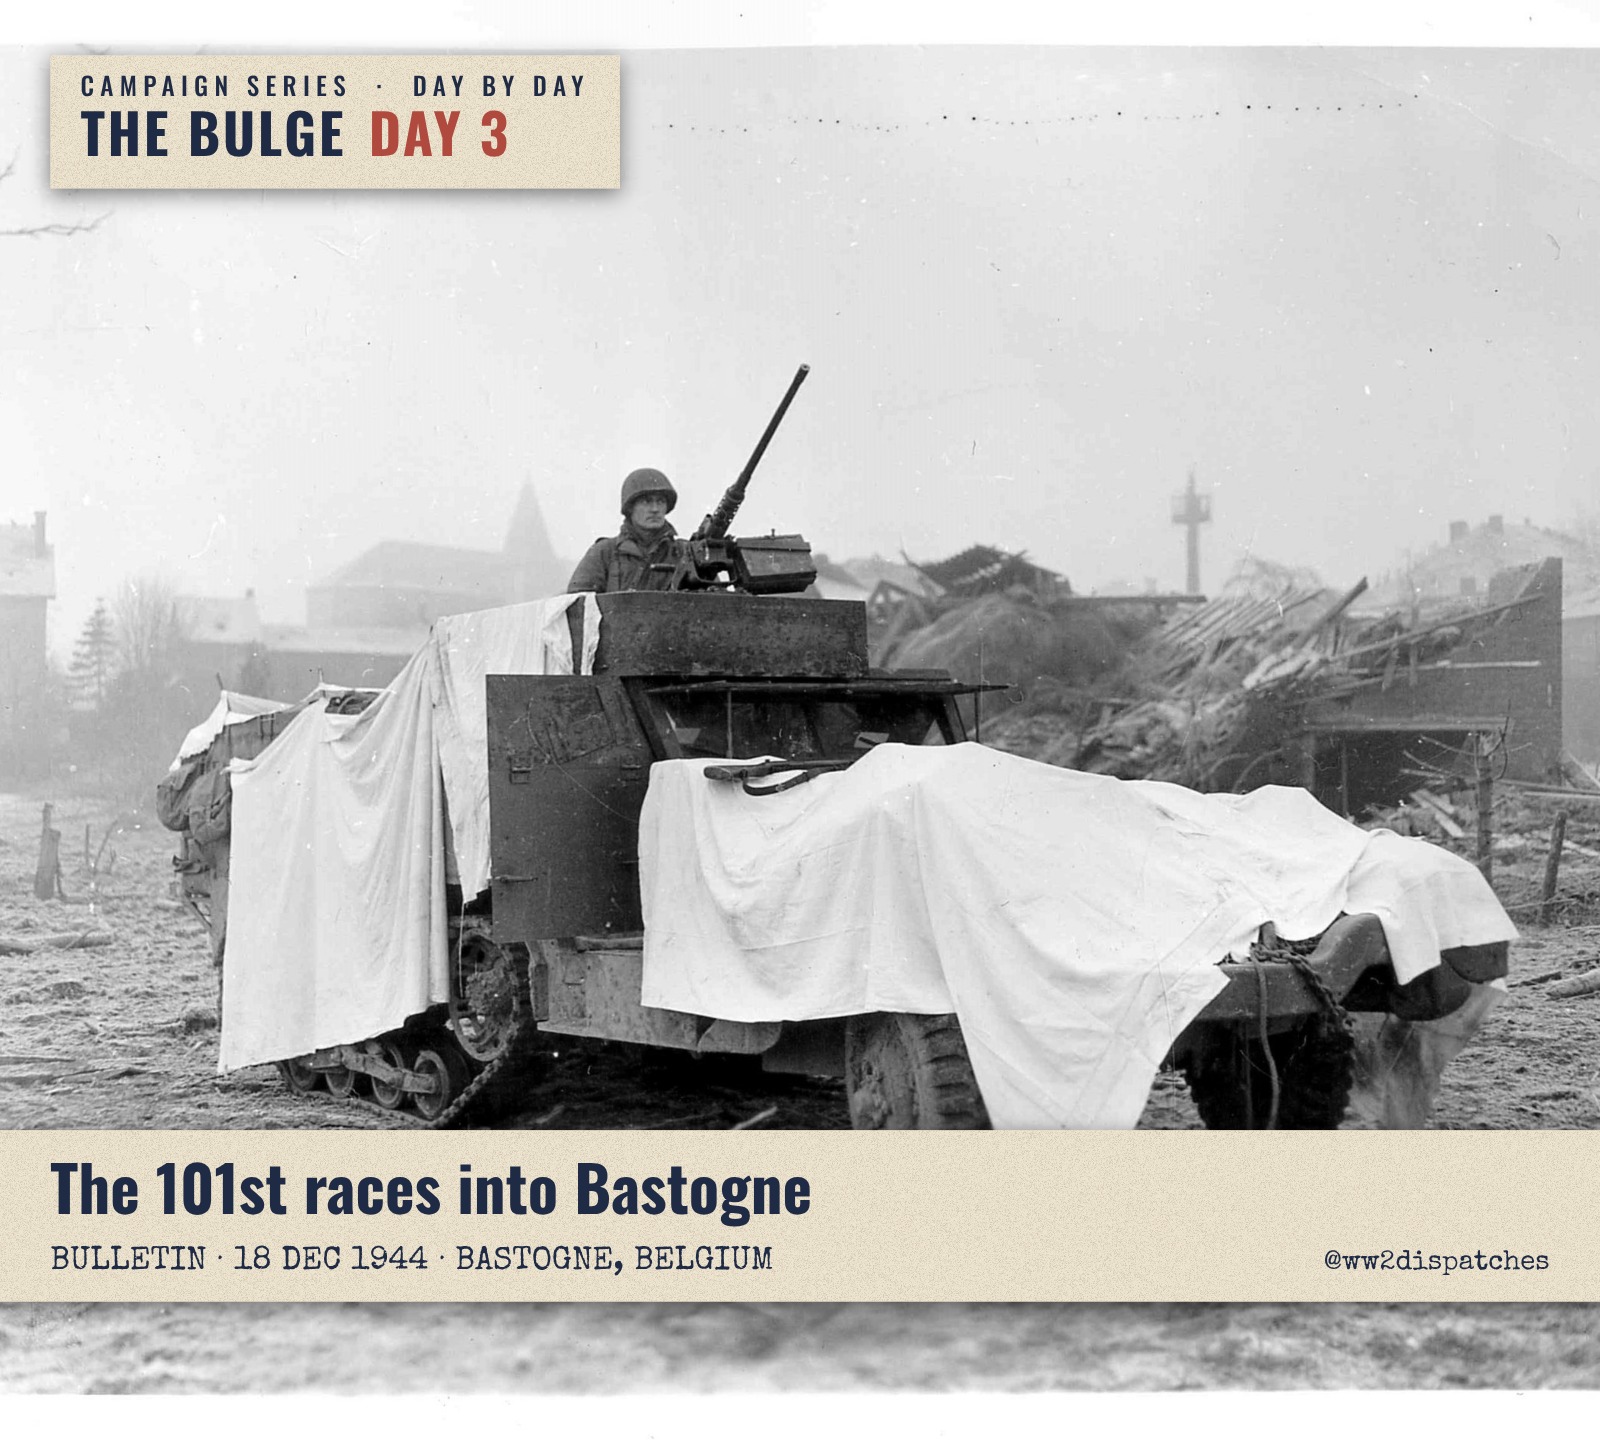 CAMPAIGN SERIES · DAY BY DAY
THE BULGE DAY 3
The 101st races into Bastogne
BULLETIN · 18 DEC 1944 · BASTOGNE, BELGIUM
@ww2dispatches